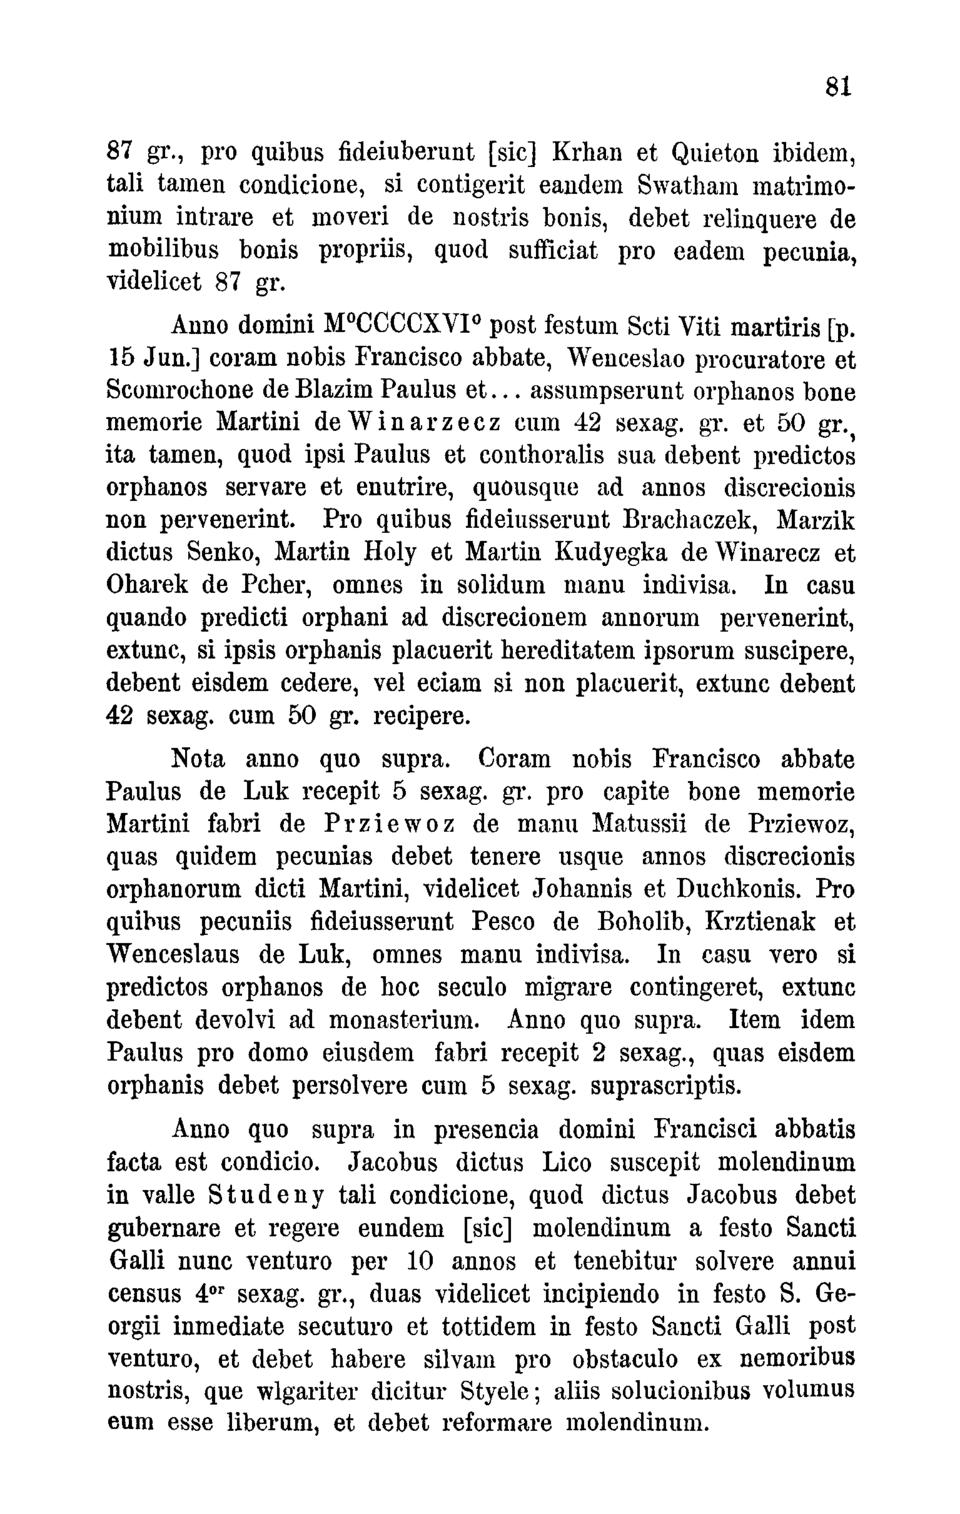 81
87 gr., pro quibus fideiuberunt [sic] Krhan et Quieton ibidem,
tali tamen condicione, si contigerit eandem Swatham matrimo-
nium intrare et moveri de nostris bonis, debet relinquere de
mobilibus bonis propriis, quod sufficiat pro eadem pecunia,
videlicet 87 gr.
Anno domini M⁰CCCCXVI⁰ post festum Scti Viti martiris [p.
15 Jun.] coram nobis Francisco abbate, Wenceslao procuratore et
Scomrochone de Blazim Paulus et... assumpserunt orphanos bone
memorie Martini de Winarzecz cum 42 sexag. gr. et 50 gr.,
ita tamen, quod ipsi Paulus et conthoralis sua debent predictos
orphanos servare et enutrire, quousque ad annos discrecionis
non pervenerint. Pro quibus fideiusserunt Brachaczek, Marzik
dictus Senko, Martin Holy et Martin Kudyegka de Winarecz et
Oharek de Pcher, omnes in solidum manu indivisa. In casu
quando predicti orphani ad discrecionem annorum pervenerint,
extunc, si ipsis orphanis placuerit hereditatem ipsorum suscipere,
debent eisdem cedere, vel eciam si non placuerit, extunc debent
42 sexag. cum 50 gr. recipere.
Nota anno quo supra. Coram nobis Francisco abbate
Paulus de Luk recepit 5 sexag. gr. pro capite bone memorie
Martini fabri de Prziewoz de manu Matussii de Prziewoz,
quas quidem pecunias debet tenere usque annos discrecionis
orphanorum dicti Martini, videlicet Johannis et Duchkonis. Pro
quibus pecuniis fideiusserunt Pesco de Boholib, Krztienak et
Wenceslaus de Luk, omnes manu indivisa. In casu vero si
predictos orphanos de hoc seculo migrare contingeret, extunc
debent devolvi ad monasterium. Anno quo supra. Item idem
Paulus pro domo eiusdem fabri recepit 2 sexag., quas eisdem
orphanis debet persolvere cum 5 sexag. suprascriptis.
Anno quo supra in presencia domini Francisci abbatis
facta est condicio. Jacobus dictus Lico suscepit molendinum
in valle Studeny tali condicione, quod dictus Jacobus debet
gubernare et regere eundem [sic] molendinum a festo Sancti
Galli nunc venturo per 10 annos et tenebitur solvere annui
census 4ᵒʳ sexag. gr., duas videlicet incipiendo in festo S. Ge-
orgii inmediate secuturo et tottidem in festo Sancti Galli post
venturo, et debet habere silvam pro obstaculo ex nemoribus
nostris, que wlgariter dicitur Styele; aliis solucionibus volumus
eum esse liberum, et debet reformare molendinum.